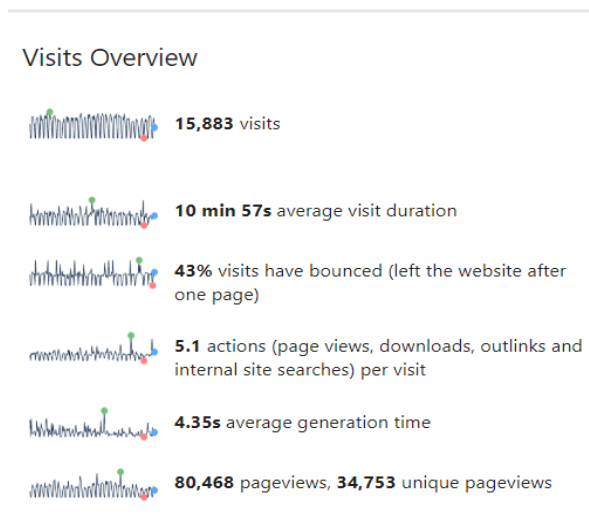 Visits Overview
15,883 visits
10 min 57s average visit duration
43% visits have bounced (left the website after
one page)
5.1 actions (page views, downloads, outlinks and
internal site searches) per visit
4.35s average generation time
80,468 pageviews, 34,753 unique pageviews